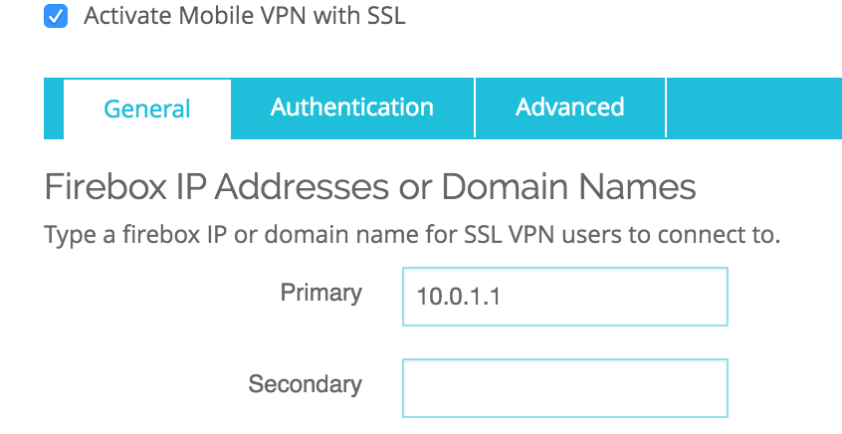 Activate Mobile VPN with SSL
General Authentication Advanced
Firebox IP Addresses or Domain Names
Type a firebox IP or domain name for SSL VPN users to connect to.
Primary 10.0.1.1
Secondary